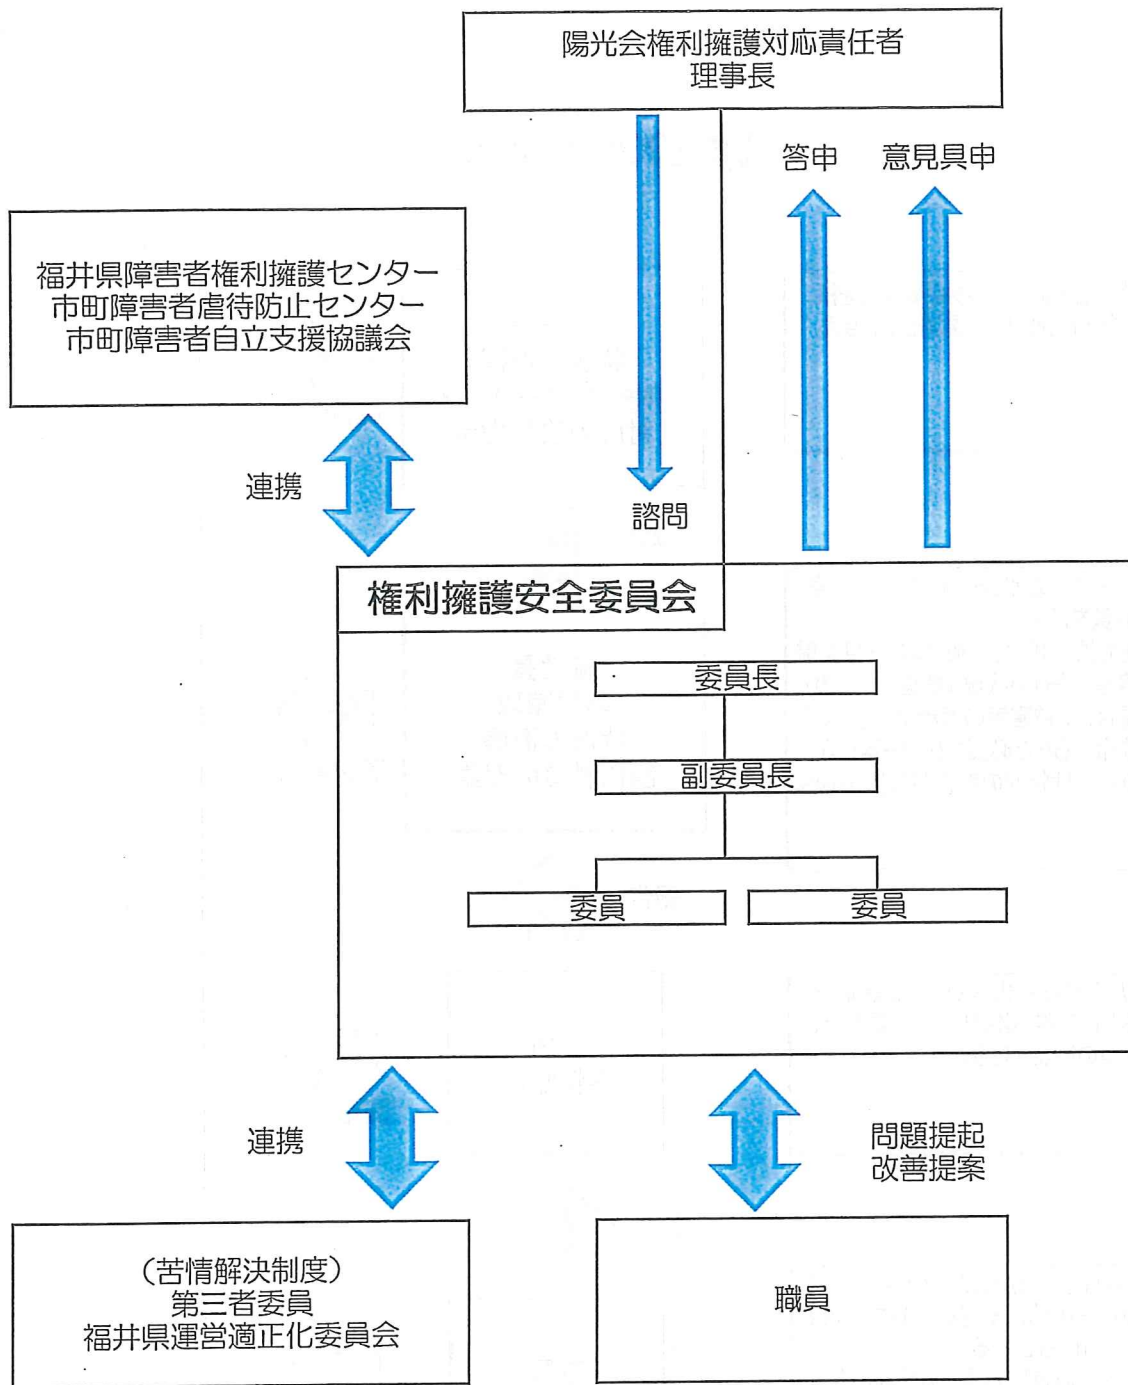 陽光会権利擁護対応責任者
理事長
答申
意見具申
福井県障害者権利擁護センター
市町障害者虐待防止センター
市町障害者自立支援協議会
連携
諮問
権利擁護安全委員会
委員長
副委員長
委員
委員
連携
問題提起
改善提案
（苦情解決制度）
第三者委員
福井県運営適正化委員会
職員